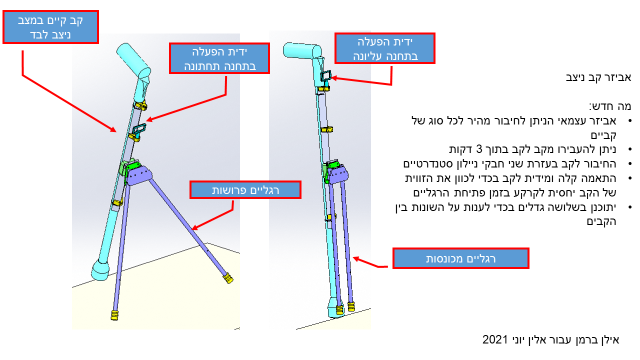 קב קיים במצב
ניצב לבד
ידית הפעלה
בתחנה תחתונה
ידית הפעלה
בתחנה עליונה
אביזר קב ניצב
מה חדש:
• אביזר עצמאי הניתן לחיבור מהיר לכל סוג של
קביים
• ניתן להעבירו מקב לקב בתוך 3 דקות
• החיבור לקב בעזרת שני חבקי ניילון סטנדרטיים
• התאמה קלה ומידית לקב בכדי לכוון את הזווית
של הקב יחסית לקרקע בזמן פתיחת הרגליים
• יתוכנן בשלושה גדלים בכדי לענות על השונות בין
הקבים
רגליים פרושות
רגליים מכונסות
אילן ברמן עבור אלין יוני 2021